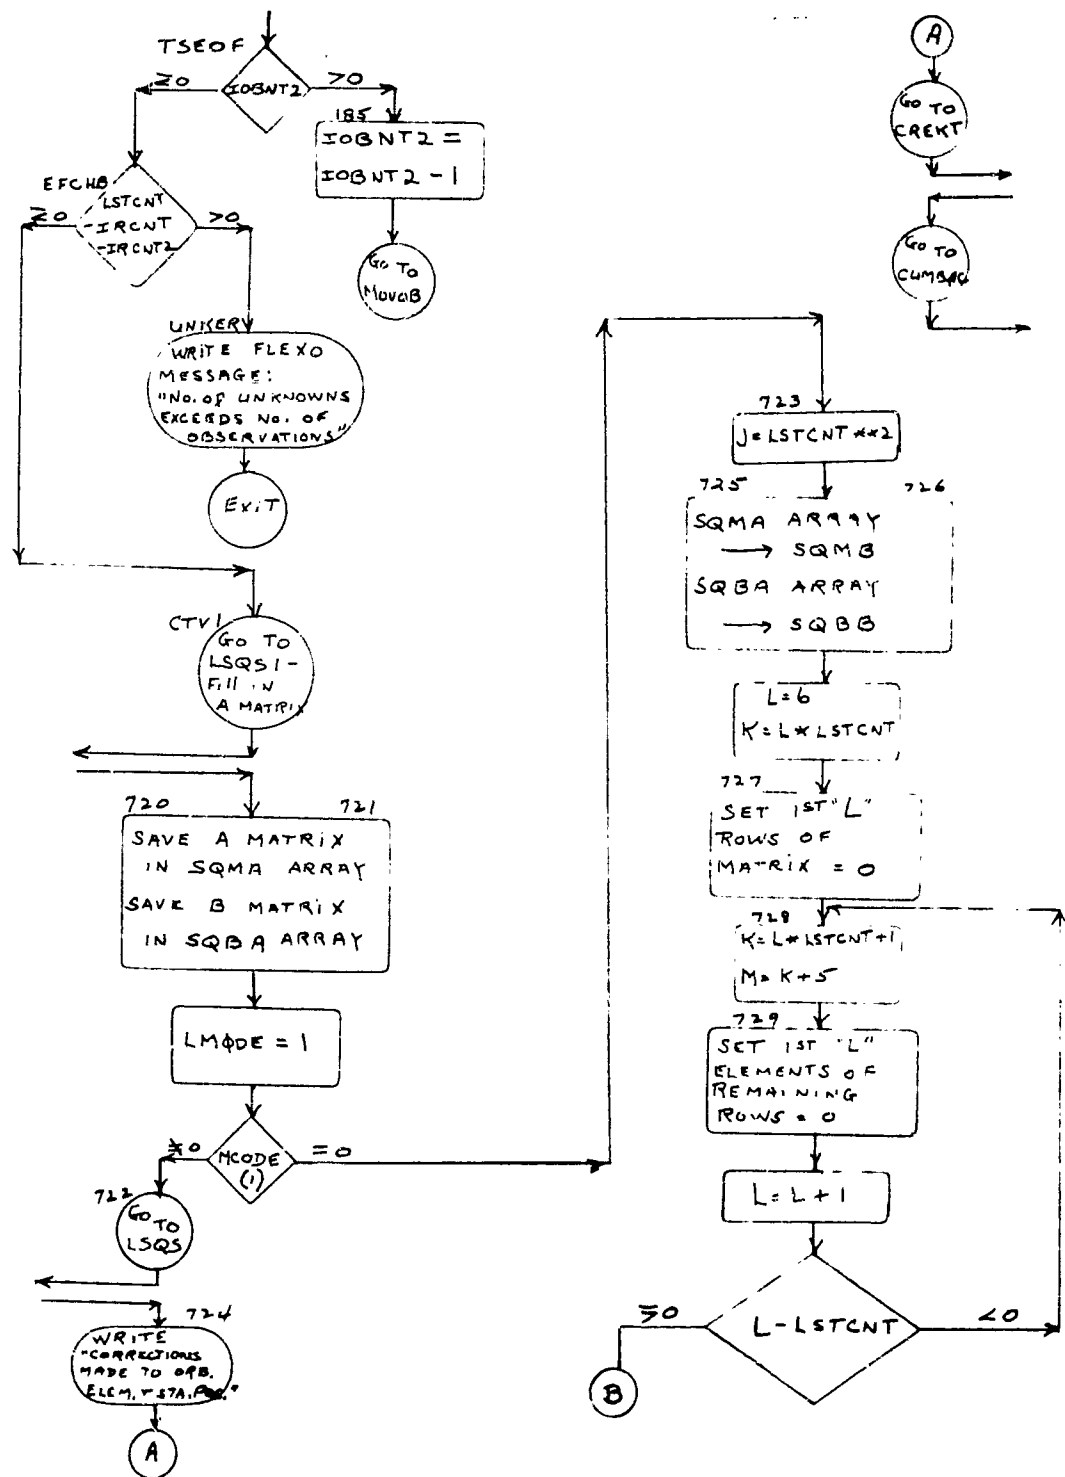 TSEOF
IOBNT2
≤0
>0
185
IOBNT2 =
IOBNT2 - 1
Go TO
MOVOB
EFCHB
LSTCNT
-IRCNT
-IRCNT2
≤0
>0
UNKER
WRITE FLEXO
MESSAGE:
"No. of UNKNOWNS
EXCEEDS No. OF
OBSERVATIONS"
EXIT
CTV1
Go TO
LSQS1-
Fill IN
A MATRIX
720
721
SAVE A MATRIX
IN SQMA ARRAY
SAVE B MATRIX
IN SQBA ARRAY
LMØDE = 1
MCODE
(1)
≠0
= 0
722
Go TO
LSQS
724
WRITE
"CORRECTIONS
MADE TO ORB.
ELEM. + STA. POS."
A
A
Go TO
CREKT
Go TO
723
J=LSTCNT**2
725
726
SQMA ARRAY
→ SQMB
SQBA ARRAY
→ SQBB
L=6
K=L*LSTCNT
727
SET 1ST "L"
ROWS OF
MATRIX = 0
728
K=L*LSTCNT+1
M=K+5
729
SET 1ST "L"
ELEMENTS OF
REMAINING
ROWS = 0
L = L + 1
L-LSTCNT
≥0
<0
B